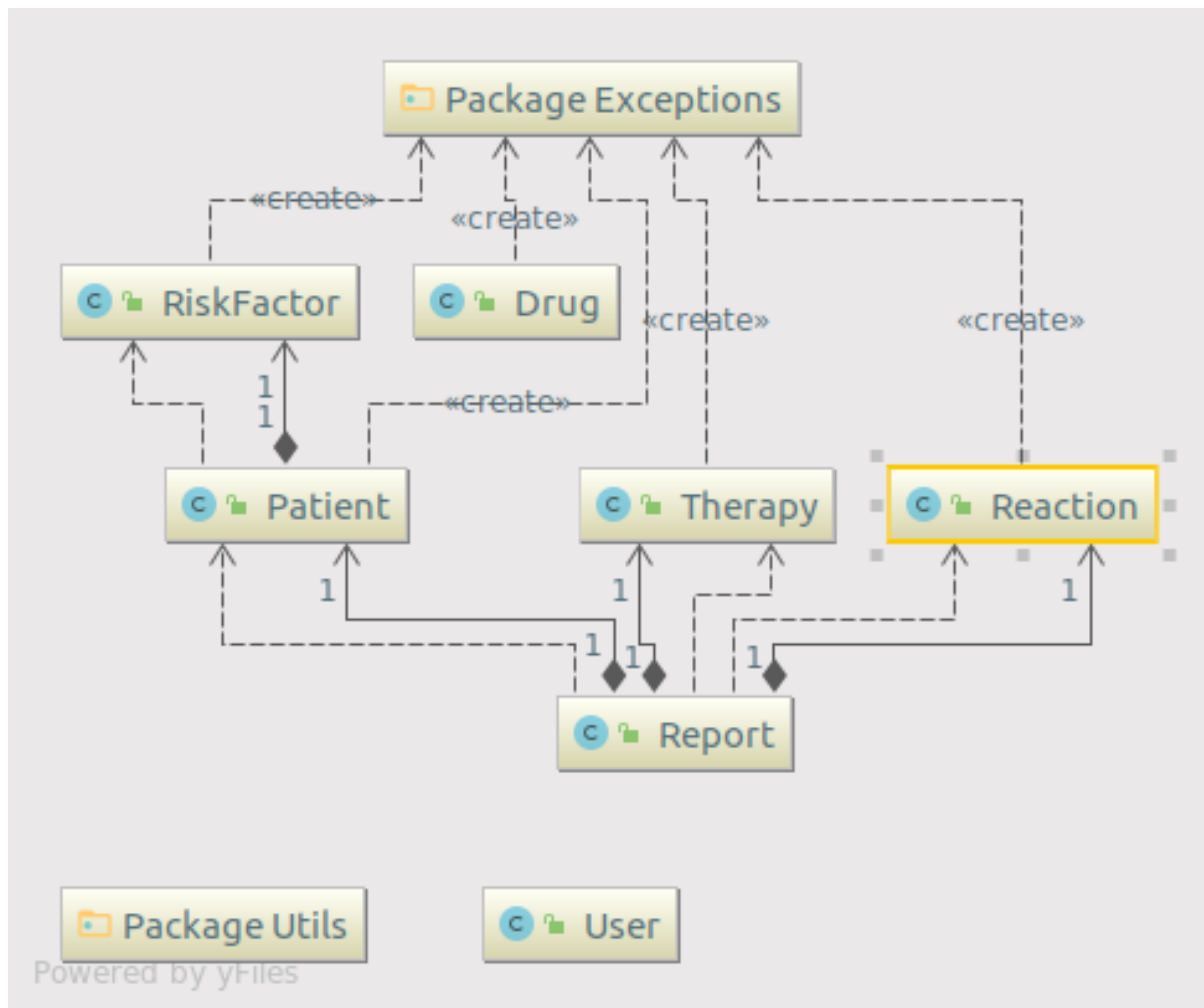 Package Exceptions
«create»
«create»
RiskFactor
Drug
«create»
«create»
1
«create»
1
Patient
Therapy
Reaction
1
1
1
1
1
1
Report
Package Utils
User
Powered by yFiles